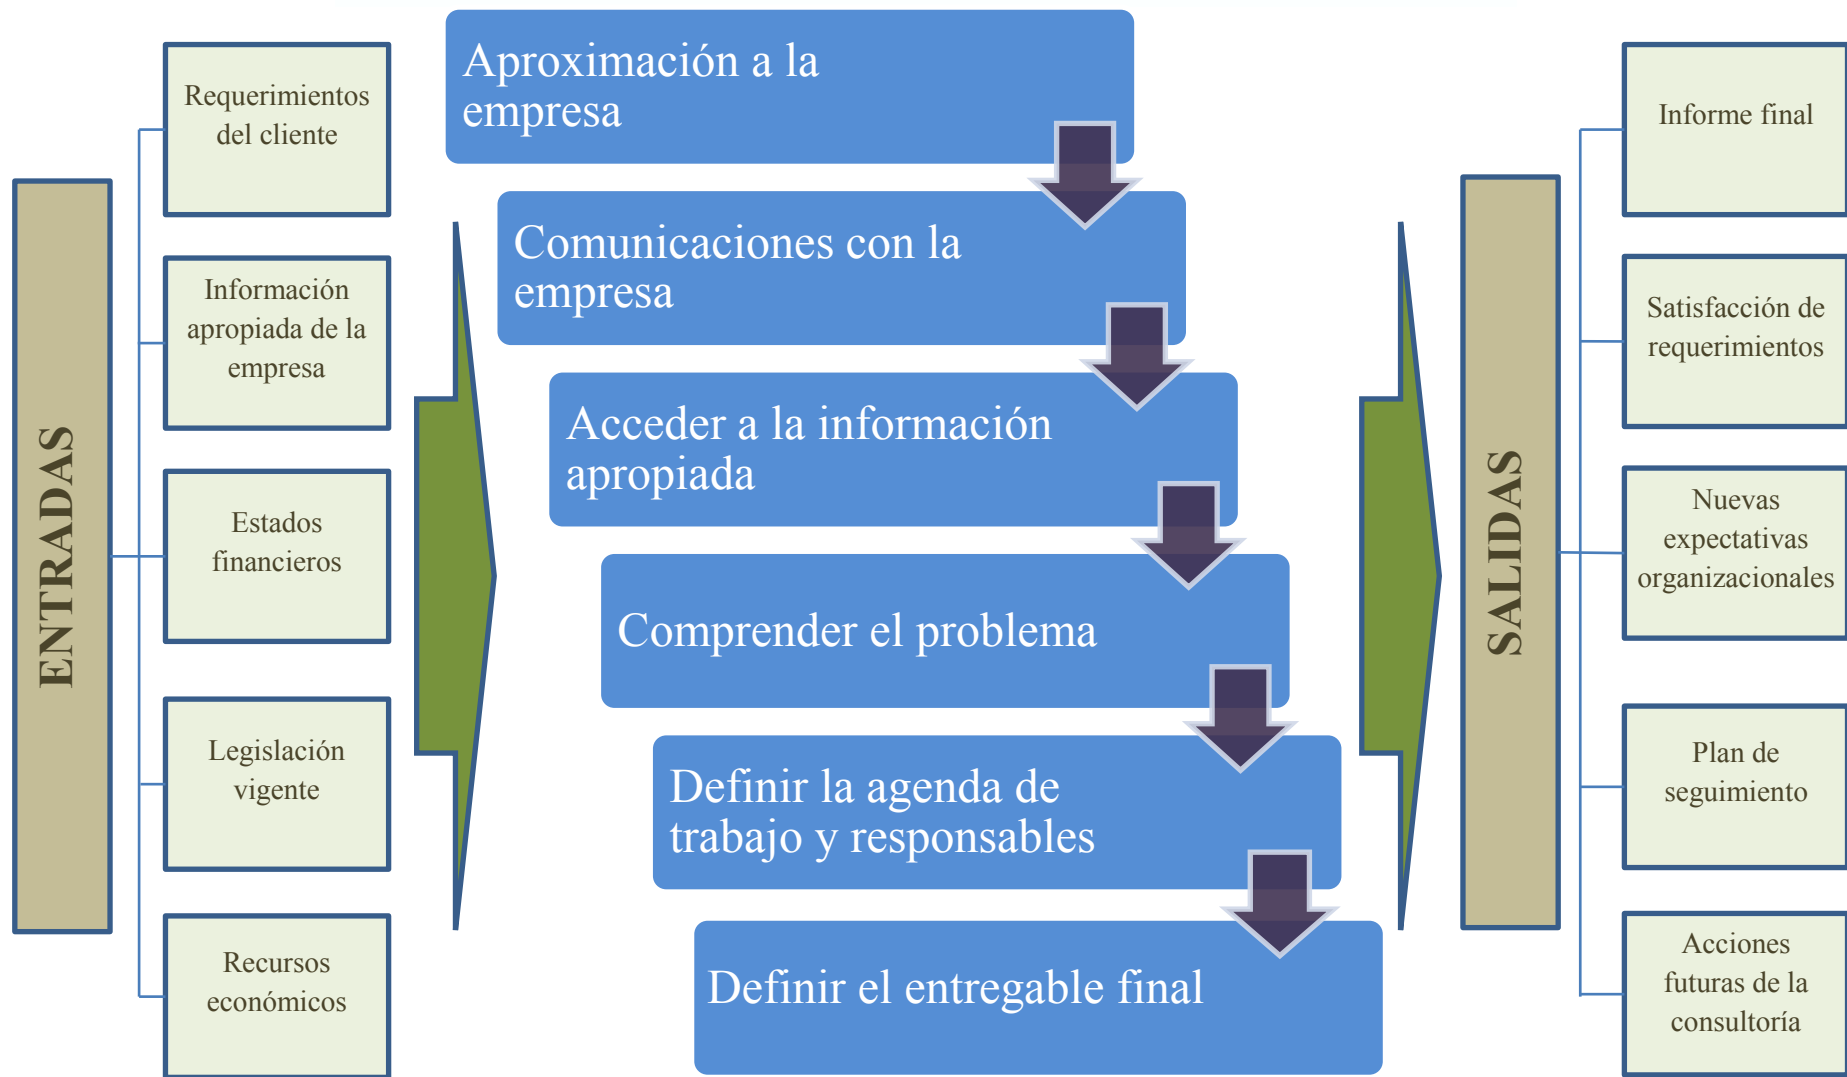 ENTRADAS
Requerimientos
del cliente
Información
apropiada de la
empresa
Estados
financieros
Legislación
vigente
Recursos
económicos
Aproximación a la
empresa
Comunicaciones con la
empresa
Acceder a la información
apropiada
Comprender el problema
Definir la agenda de
trabajo y responsables
Definir el entregable final
SALIDAS
Informe final
Satisfacción de
requerimientos
Nuevas
expectativas
organizacionales
Plan de
seguimiento
Acciones
futuras de la
consultoría